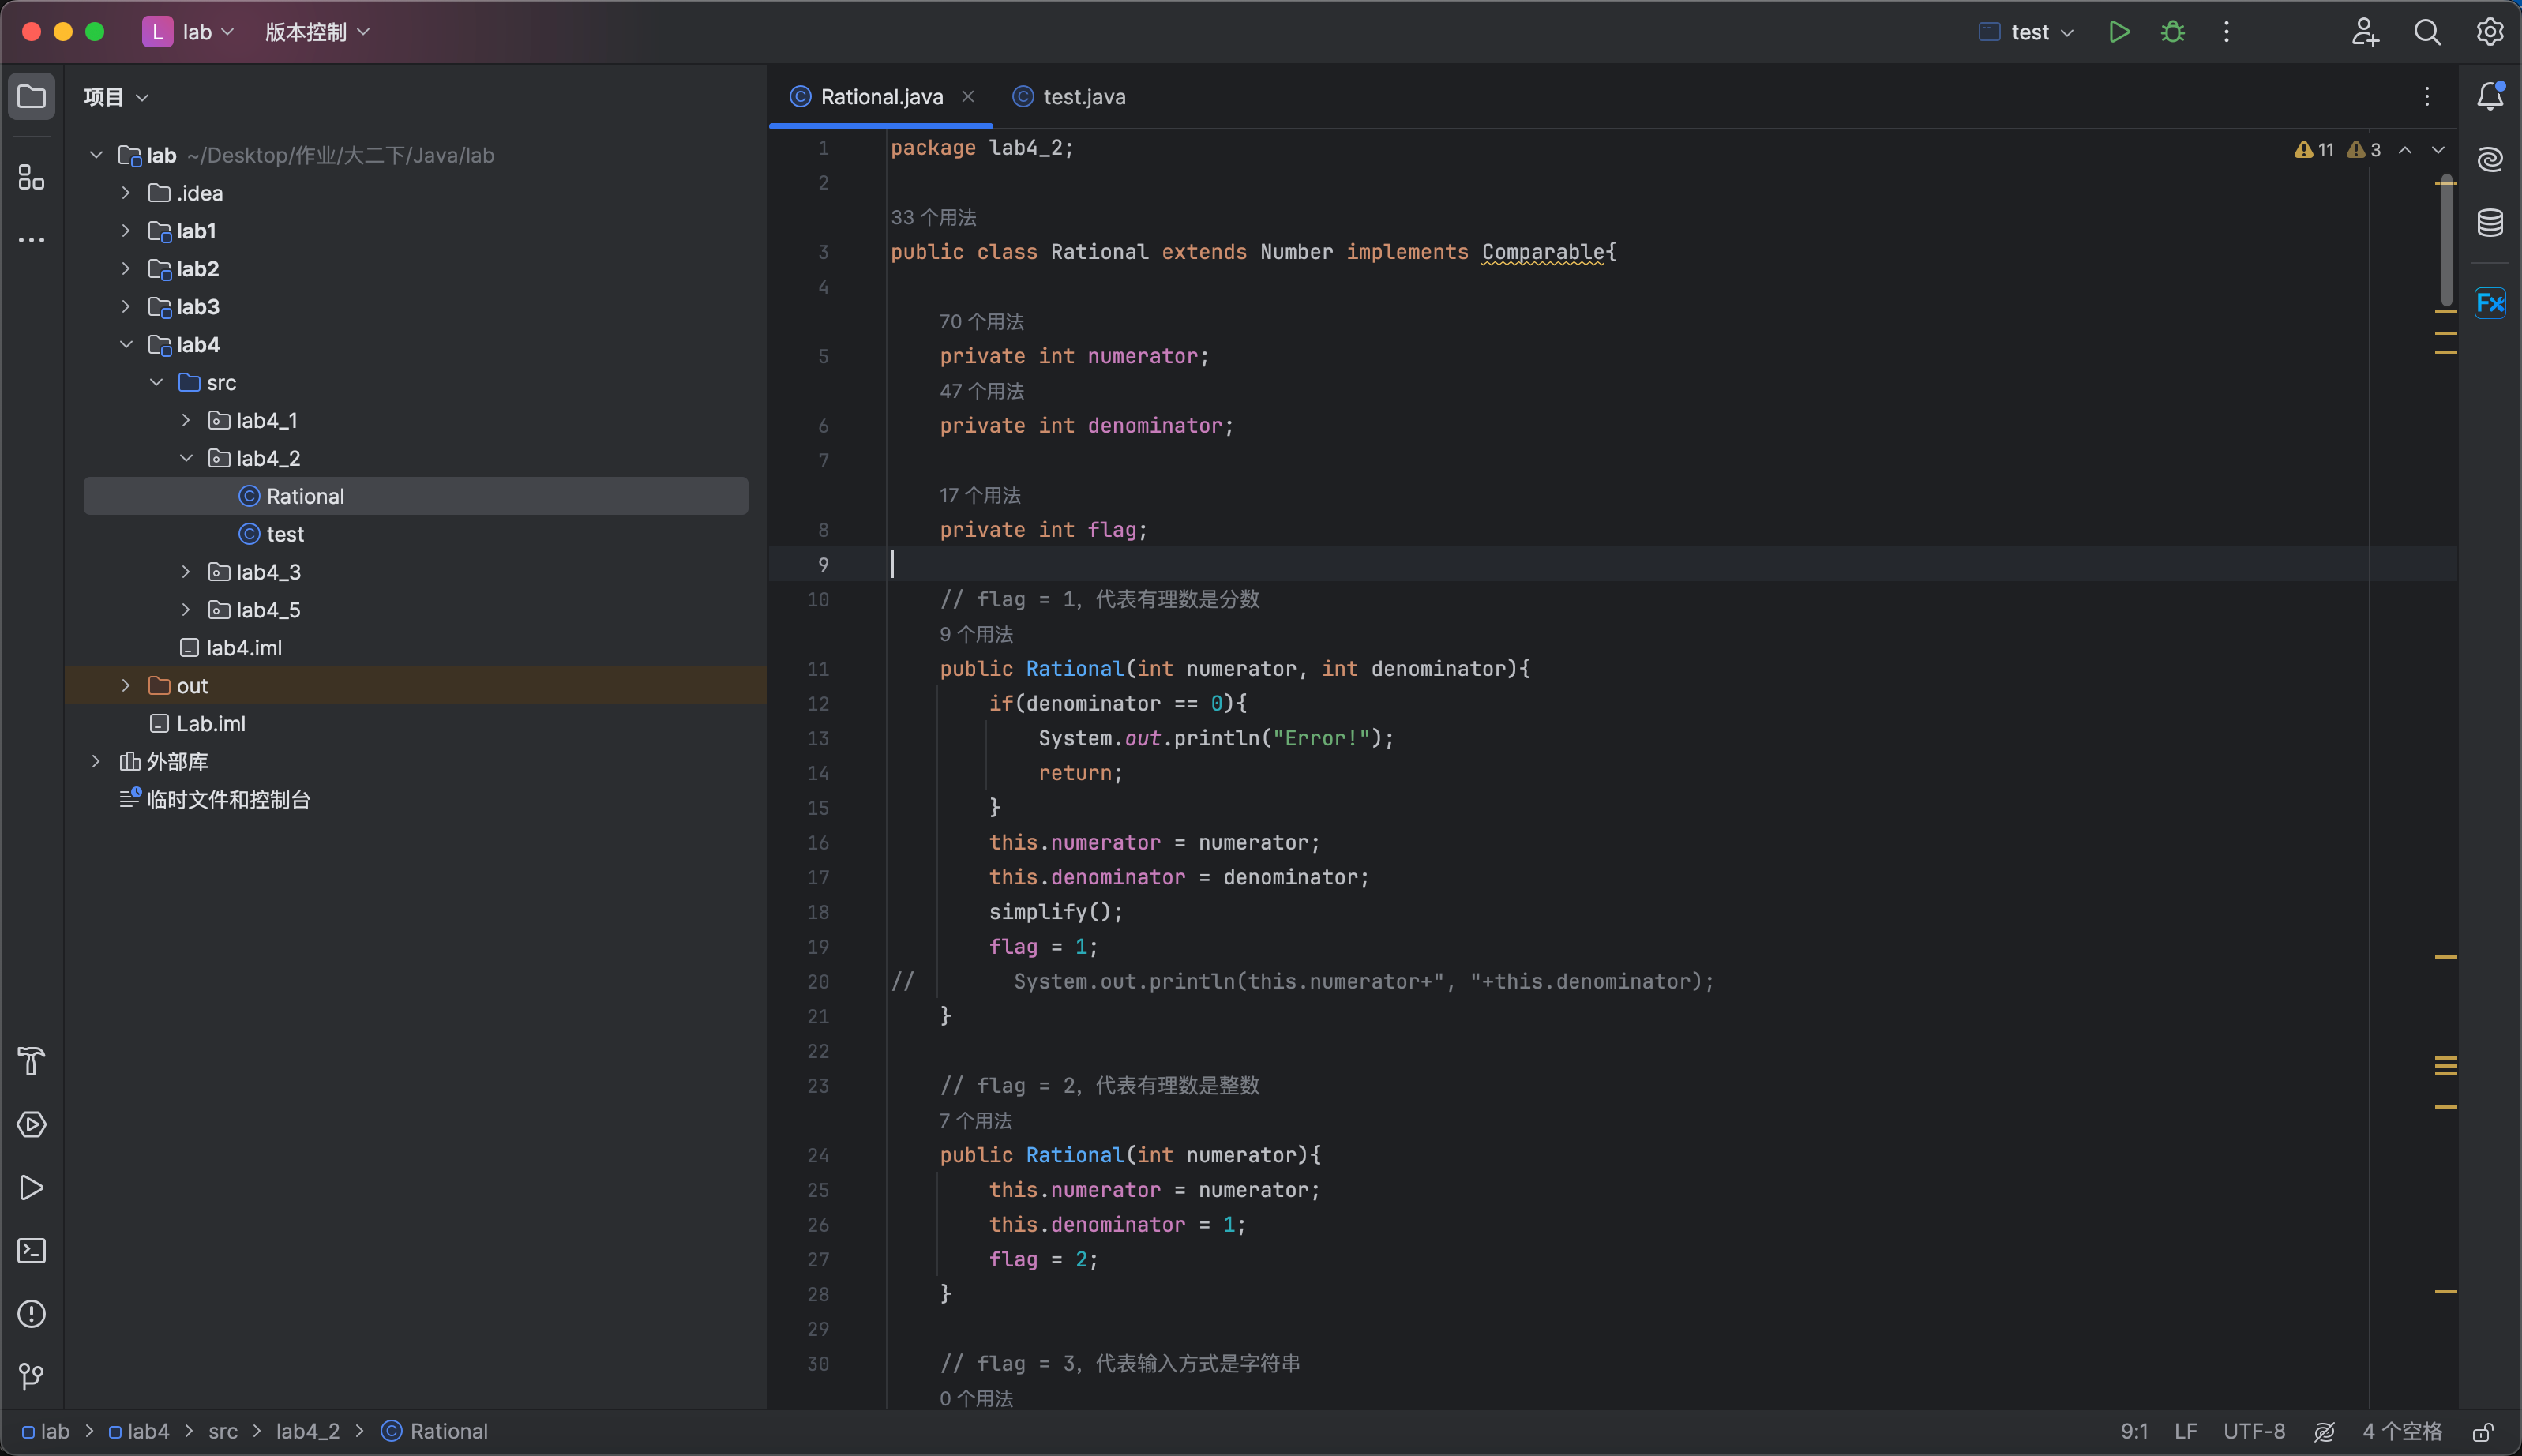 L lab 版本控制 test
项目
lab ~/Desktop/作业/大二下/Java/lab
.idea
lab1
lab2
lab3
lab4
src
lab4_1
lab4_2
Rational
test
lab4_3
lab4_5
lab4.iml
out
Lab.iml
外部库
临时文件和控制台
Rational.java test.java
11 3
1 package lab4_2;
2
33 个用法
3 public class Rational extends Number implements Comparable{
4
70 个用法
5 private int numerator;
47 个用法
6 private int denominator;
7
17 个用法
8 private int flag;
9
10 // flag = 1，代表有理数是分数
9 个用法
11 public Rational(int numerator, int denominator){
12 if(denominator == 0){
13 System.out.println("Error!");
14 return;
15 }
16 this.numerator = numerator;
17 this.denominator = denominator;
18 simplify();
19 flag = 1;
20 // System.out.println(this.numerator+", "+this.denominator);
21 }
22
23 // flag = 2，代表有理数是整数
7 个用法
24 public Rational(int numerator){
25 this.numerator = numerator;
26 this.denominator = 1;
27 flag = 2;
28 }
29
30 // flag = 3，代表输入方式是字符串
0 个用法
Fx
lab > lab4 > src > lab4_2 > Rational
9:1 LF UTF-8 4 个空格